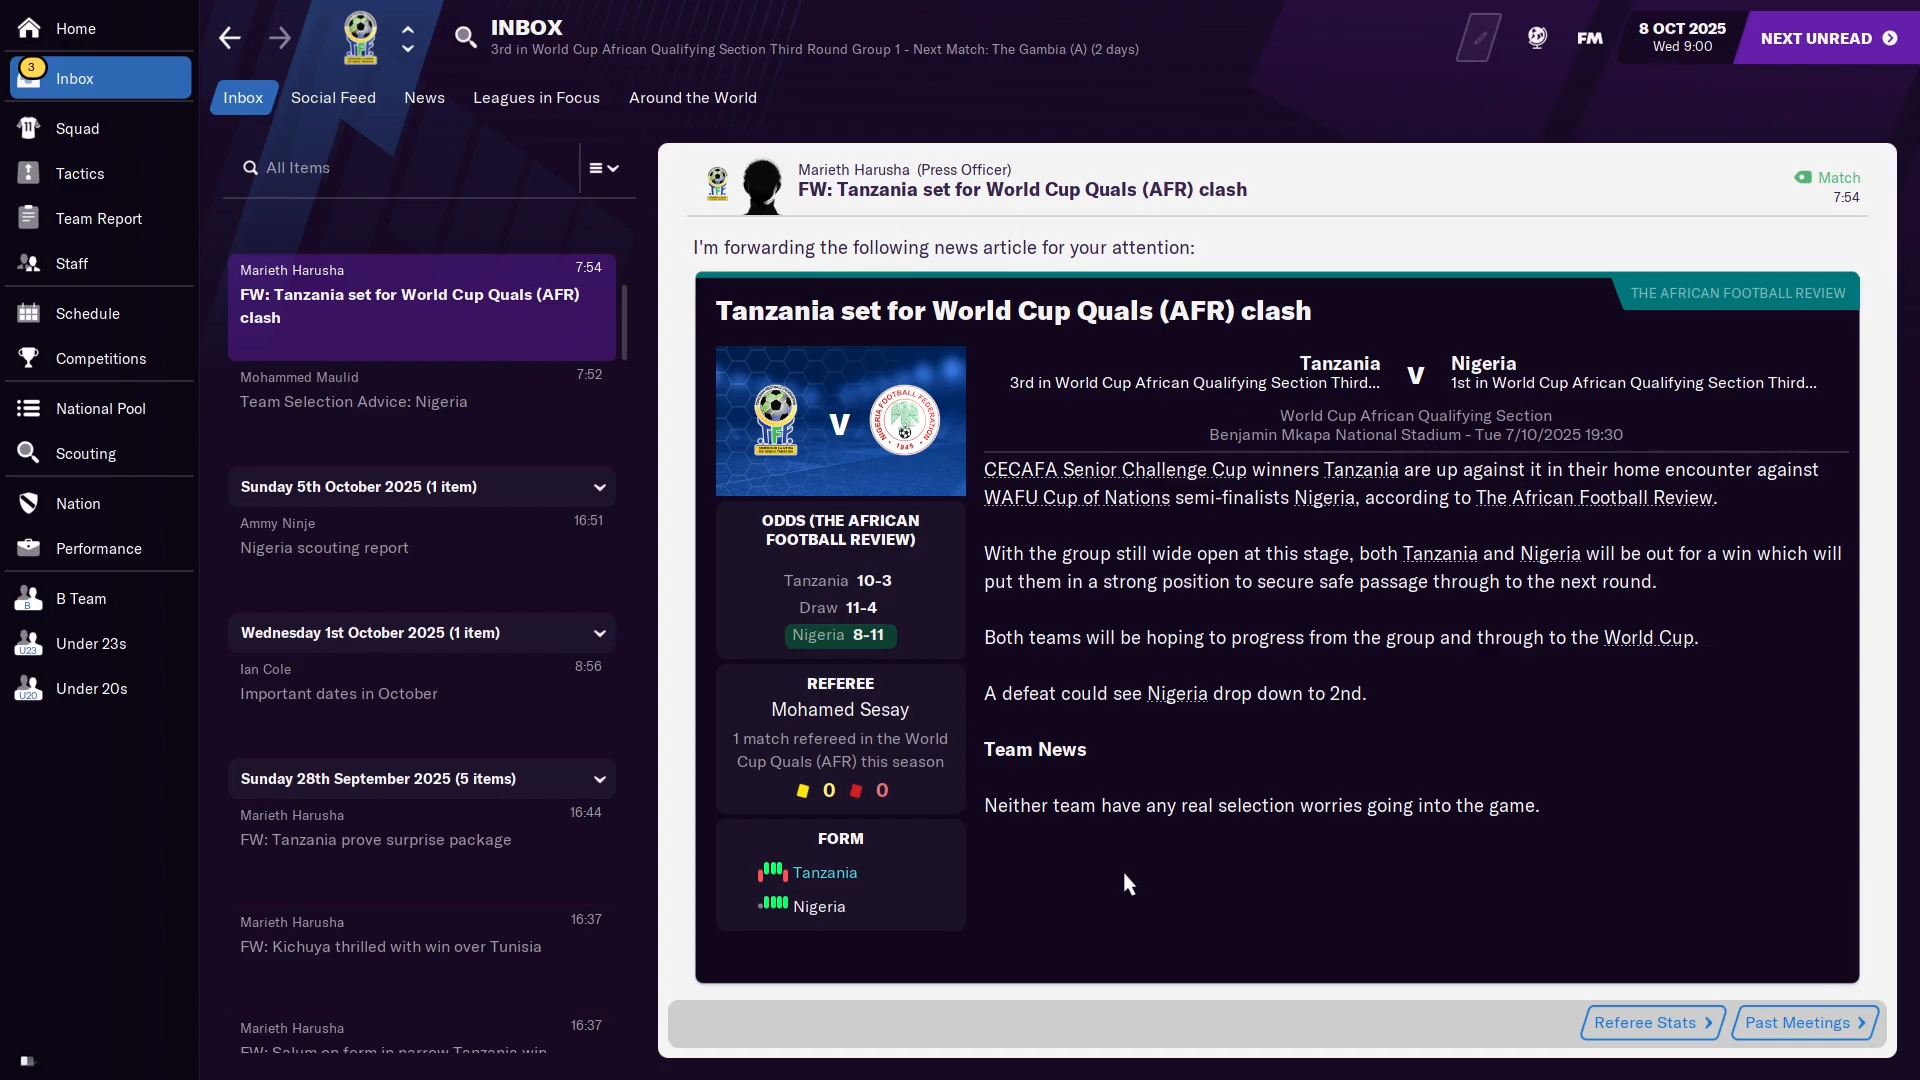 Home
3
Inbox
Squad
Tactics
Team Report
Staff
Schedule
Competitions
National Pool
Scouting
Nation
Performance
B Team
Under 23s
Under 20s
INBOX
3rd in World Cup African Qualifying Section Third Round Group 1 - Next Match: The Gambia (A) (2 days)
FM
8 OCT 2025
Wed 9:00
NEXT UNREAD
Inbox
Social Feed
News
Leagues in Focus
Around the World
All Items
Marieth Harusha
7:54
FW: Tanzania set for World Cup Quals (AFR)
clash
Mohammed Maulid
7:52
Team Selection Advice: Nigeria
Sunday 5th October 2025 (1 item)
Ammy Ninje
16:51
Nigeria scouting report
Wednesday 1st October 2025 (1 item)
Ian Cole
8:56
Important dates in October
Sunday 28th September 2025 (5 items)
Marieth Harusha
16:44
FW: Tanzania prove surprise package
Marieth Harusha
16:37
FW: Kichuya thrilled with win over Tunisia
Marieth Harusha
16:37
FW: Salum on form in narrow Tanzania win
Marieth Harusha (Press Officer)
FW: Tanzania set for World Cup Quals (AFR) clash
Match
7:54
I'm forwarding the following news article for your attention:
THE AFRICAN FOOTBALL REVIEW
Tanzania set for World Cup Quals (AFR) clash
V
NIGERIA FOOTBALL FEDERATION
1945
Tanzania
3rd in World Cup African Qualifying Section Third...
V
Nigeria
1st in World Cup African Qualifying Section Third...
World Cup African Qualifying Section
Benjamin Mkapa National Stadium - Tue 7/10/2025 19:30
ODDS (THE AFRICAN
FOOTBALL REVIEW)
Tanzania 10-3
Draw 11-4
Nigeria 8-11
REFEREE
Mohamed Sesay
1 match refereed in the World
Cup Quals (AFR) this season
0 0
FORM
Tanzania
Nigeria
CECAFA Senior Challenge Cup winners Tanzania are up against it in their home encounter against
WAFU Cup of Nations semi-finalists Nigeria, according to The African Football Review.
With the group still wide open at this stage, both Tanzania and Nigeria will be out for a win which will
put them in a strong position to secure safe passage through to the next round.
Both teams will be hoping to progress from the group and through to the World Cup.
A defeat could see Nigeria drop down to 2nd.
Team News
Neither team have any real selection worries going into the game.
Referee Stats
Past Meetings